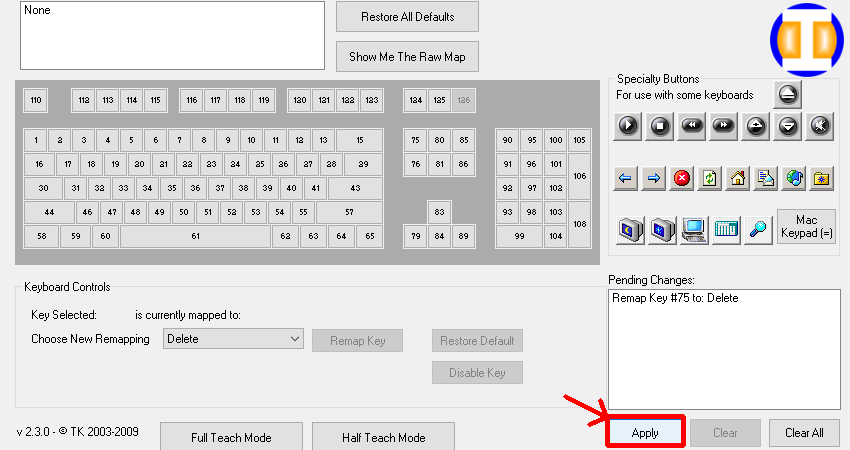 None
Restore All Defaults
Show Me The Raw Map
T
Specialty Buttons
For use with some keyboards
110 112 113 114 115 116 117 118 119 120 121 122 123 124 125 126
1 2 3 4 5 6 7 8 9 10 11 12 13 15 75 80 85 90 95 100 105
16 17 18 19 20 21 22 23 24 25 26 27 28 29 76 81 86 91 96 101 106
30 31 32 33 34 35 36 37 38 39 40 41 43 92 97 102
44 46 47 48 49 50 51 52 53 54 55 57 83 93 98 103 108
58 59 60 61 62 63 64 65 79 84 89 99 104
Mac
Keypad (=)
Keyboard Controls
Key Selected: is currently mapped to:
Choose New Remapping Delete Remap Key Restore Default
Disable Key
Pending Changes:
Remap Key #75 to: Delete
v 2.3.0 - © TK 2003-2009
Full Teach Mode
Half Teach Mode
Apply
Clear
Clear All